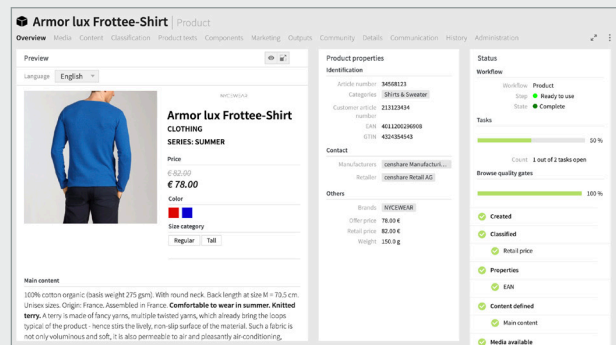 Armor lux Frottee-Shirt | Product
Overview Media Content Classification Product texts Components Marketing Outputs Community Details Communication History Administration
Preview
Language English
NYCEWEAR
Armor lux Frottee-Shirt
CLOTHING
SERIES: SUMMER
Price
€ 82.00
€ 78.00
Color
Size category
Regular Tall
Main content
100% cotton organic (basis weight 275 gsm). With round neck. Back length at size M = 70.5 cm.
Unisex sizes. Origin: France. Assembled in France. Comfortable to wear in summer. Knitted
terry. A terry is made of fancy yarns, multiple twisted yarns, which already bring the loops
typical of the product - hence stirs the lively, non-slip surface of the material. Such a fabric is
not only voluminous and soft, it is also permeable to air and pleasantly air-conditioning,
Product properties
Identification
Article number 34568123
Categories Shirts & Sweater
Customer article 213123434
number
EAN 4011200296908
GTIN 4324354543
Contact
Manufacturers censhare Manufacturi...
Retailer censhare Retail AG
Others
Brands NYCEWEAR
Offer price 78.00 €
Retail price 82.00 €
Weight 150.0 g
Status
Workflow
Workflow Product
Step Ready to use
State Complete
Tasks
50 %
Count 1 out of 2 tasks open
Browse quality gates
100 %
Created
Classified
Retail price
Properties
EAN
Content defined
Main content
Media available